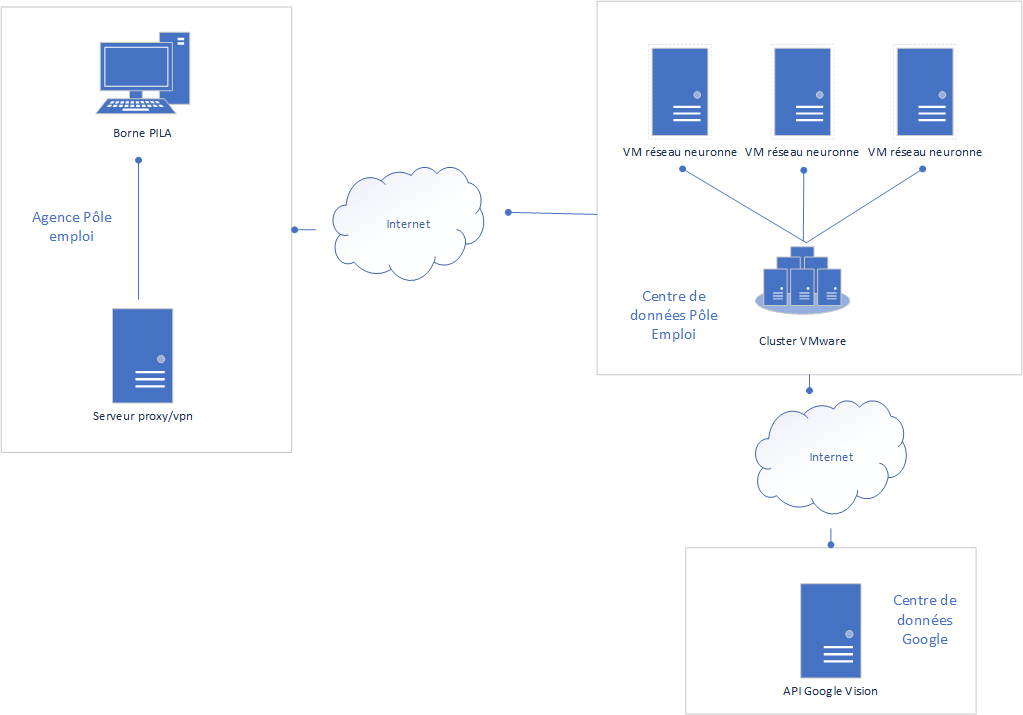 Borne PILA
Agence Pôle
emploi
Serveur proxy/vpn
Internet
VM réseau neuronne
VM réseau neuronne
VM réseau neuronne
Centre de
données Pôle
Emploi
Cluster VMware
Internet
Centre de
données
Google
API Google Vision